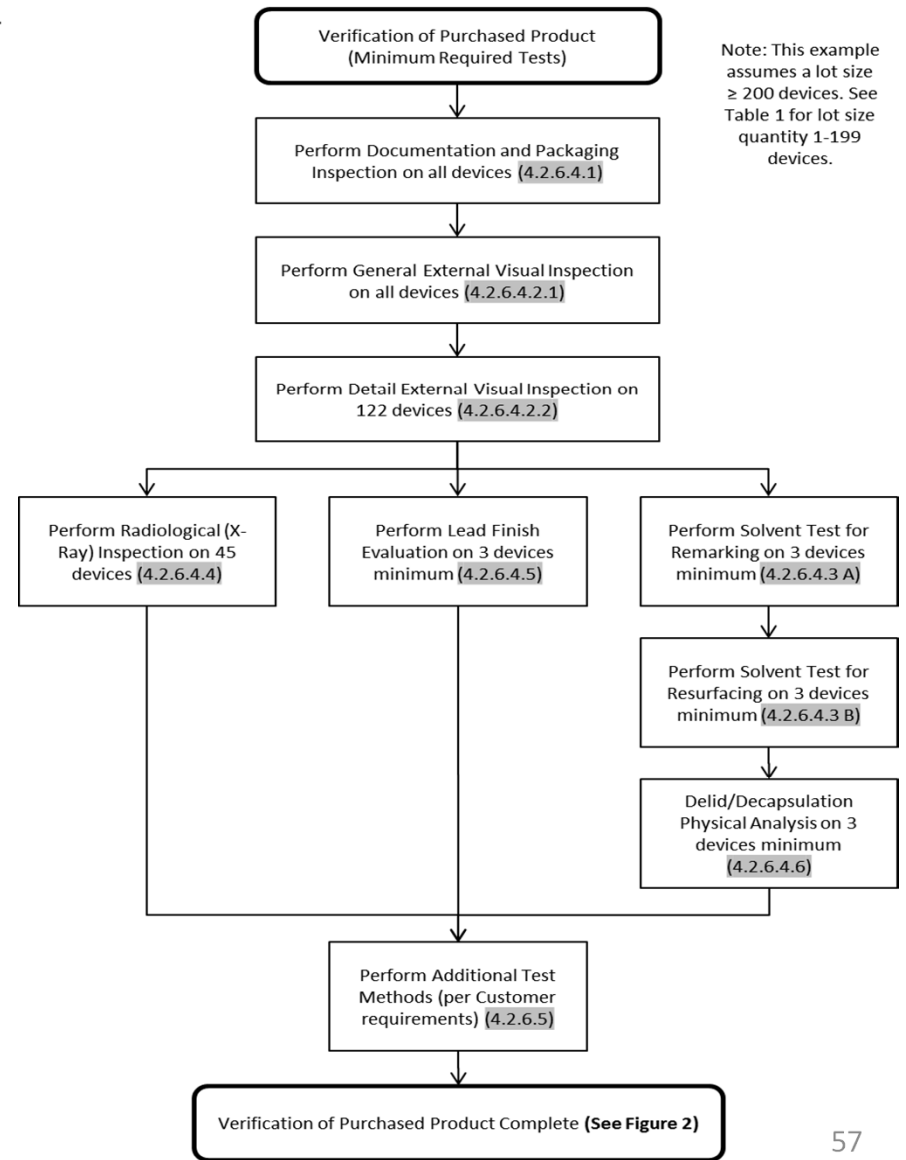 Verification of Purchased Product
(Minimum Required Tests)
Note: This example
assumes a lot size
≥ 200 devices. See
Table 1 for lot size
quantity 1-199
devices.
Perform Documentation and Packaging
Inspection on all devices (4.2.6.4.1)
Perform General External Visual Inspection
on all devices (4.2.6.4.2.1)
Perform Detail External Visual Inspection on
122 devices (4.2.6.4.2.2)
Perform Radiological (X-
Ray) Inspection on 45
devices (4.2.6.4.4)
Perform Lead Finish
Evaluation on 3 devices
minimum (4.2.6.4.5)
Perform Solvent Test for
Remarking on 3 devices
minimum (4.2.6.4.3 A)
Perform Solvent Test for
Resurfacing on 3 devices
minimum (4.2.6.4.3 B)
Delid/Decapsulation
Physical Analysis on 3
devices minimum
(4.2.6.4.6)
Perform Additional Test
Methods (per Customer
requirements) (4.2.6.5)
Verification of Purchased Product Complete (See Figure 2)
57